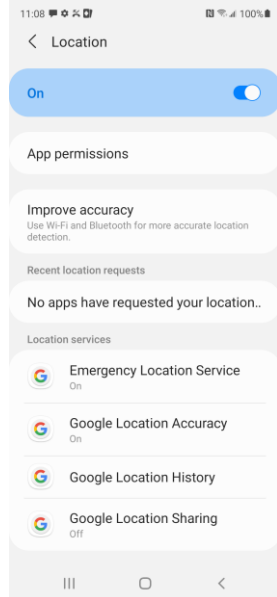 11:08
100%
Location
On
App permissions
Improve accuracy
Use Wi-Fi and Bluetooth for more accurate location
detection.
Recent location requests
No apps have requested your location..
Location services
Emergency Location Service
On
Google Location Accuracy
On
Google Location History
Google Location Sharing
Off